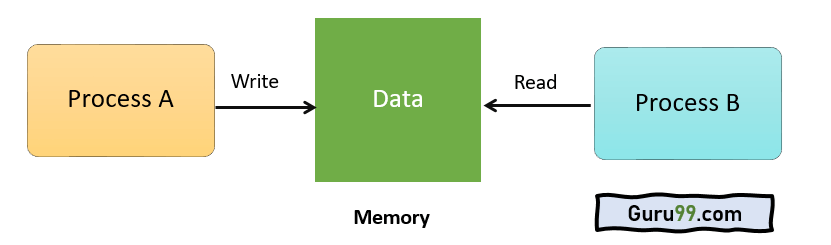 Process A
Write
Data
Read
Process B
Memory
Guru99.com